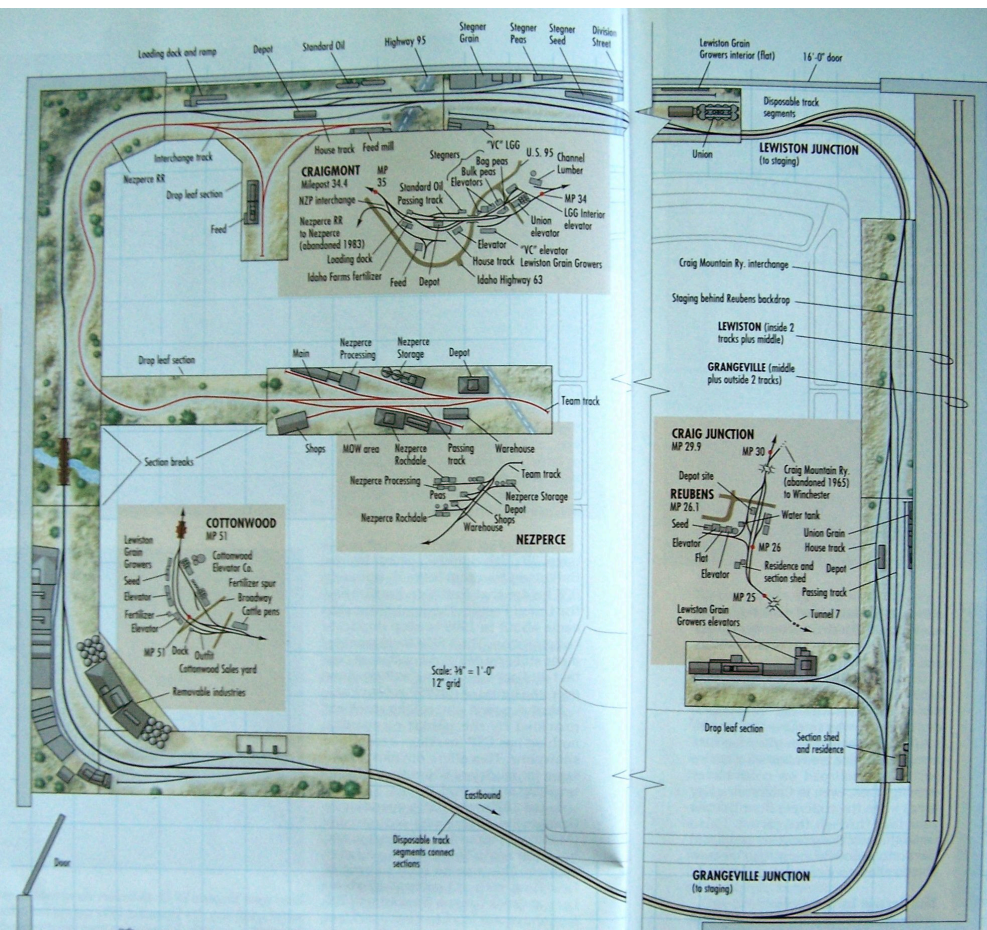 Loading dock and ramp
Depot
Standard Oil
Highway 95
Stegner
Grain
Stegner
Peas
Stegner
Seed
Division
Street
Lewiston Grain
Growers interior (flat)
16'-0" door
Disposable track
segments
Union
LEWISTON JUNCTION
(to staging)
Interchange track
Nezperce RR
Drop leaf section
Feed
House track
Feed mill
"VC" LGG
CRAIGMONT
Milepost 34.4
MP
35
NZP interchange
Nezperce RR
to Nezperce
(abandoned 1983)
Loading dock
Idaho Farms fertilizer
Feed
Depot
Stegners
Standard Oil
Passing track
Bag peas
Bulk peas
Elevators
U.S. 95
Channel
Lumber
MP 34
LGG Interior
elevator
Union
elevator
Elevator
"VC" elevator
House track
Lewiston Grain Growers
Idaho Highway 63
Craig Mountain Ry. interchange
Staging behind Reubens backdrop
LEWISTON (inside 2
tracks plus middle)
GRANGEVILLE (middle
plus outside 2 tracks)
Drop leaf section
Main
Nezperce
Processing
Nezperce
Storage
Depot
Team track
Shops
MOW area
Nezperce
Rochdale
Passing
track
Warehouse
Section breaks
Nezperce Processing
Peas
Nezperce Rochdale
Team track
Nezperce Storage
Depot
Shops
Warehouse
NEZPERCE
CRAIG JUNCTION
MP 29.9
MP 30
Craig Mountain Ry.
(abandoned 1965)
to Winchester
Depot site
REUBENS
MP 26.1
Water tank
Seed
Elevator
Flat
Elevator
MP 26
Residence and
section shed
MP 25
Tunnel 7
Union Grain
House track
Depot
Passing track
Lewiston Grain
Growers elevators
COTTONWOOD
MP 51
Lewiston
Grain
Growers
Seed
Elevator
Fertilizer
Elevator
MP 51
Dock
Outfit
Cottonwood Sales yard
Cottonwood
Elevator Co.
Fertilizer spur
Broadway
Cattle pens
Removable industries
Scale: 3/8" = 1'-0"
12" grid
Drop leaf section
Section shed
and residence
Eastbound
Disposable track
segments connect
sections
Door
GRANGEVILLE JUNCTION
(to staging)